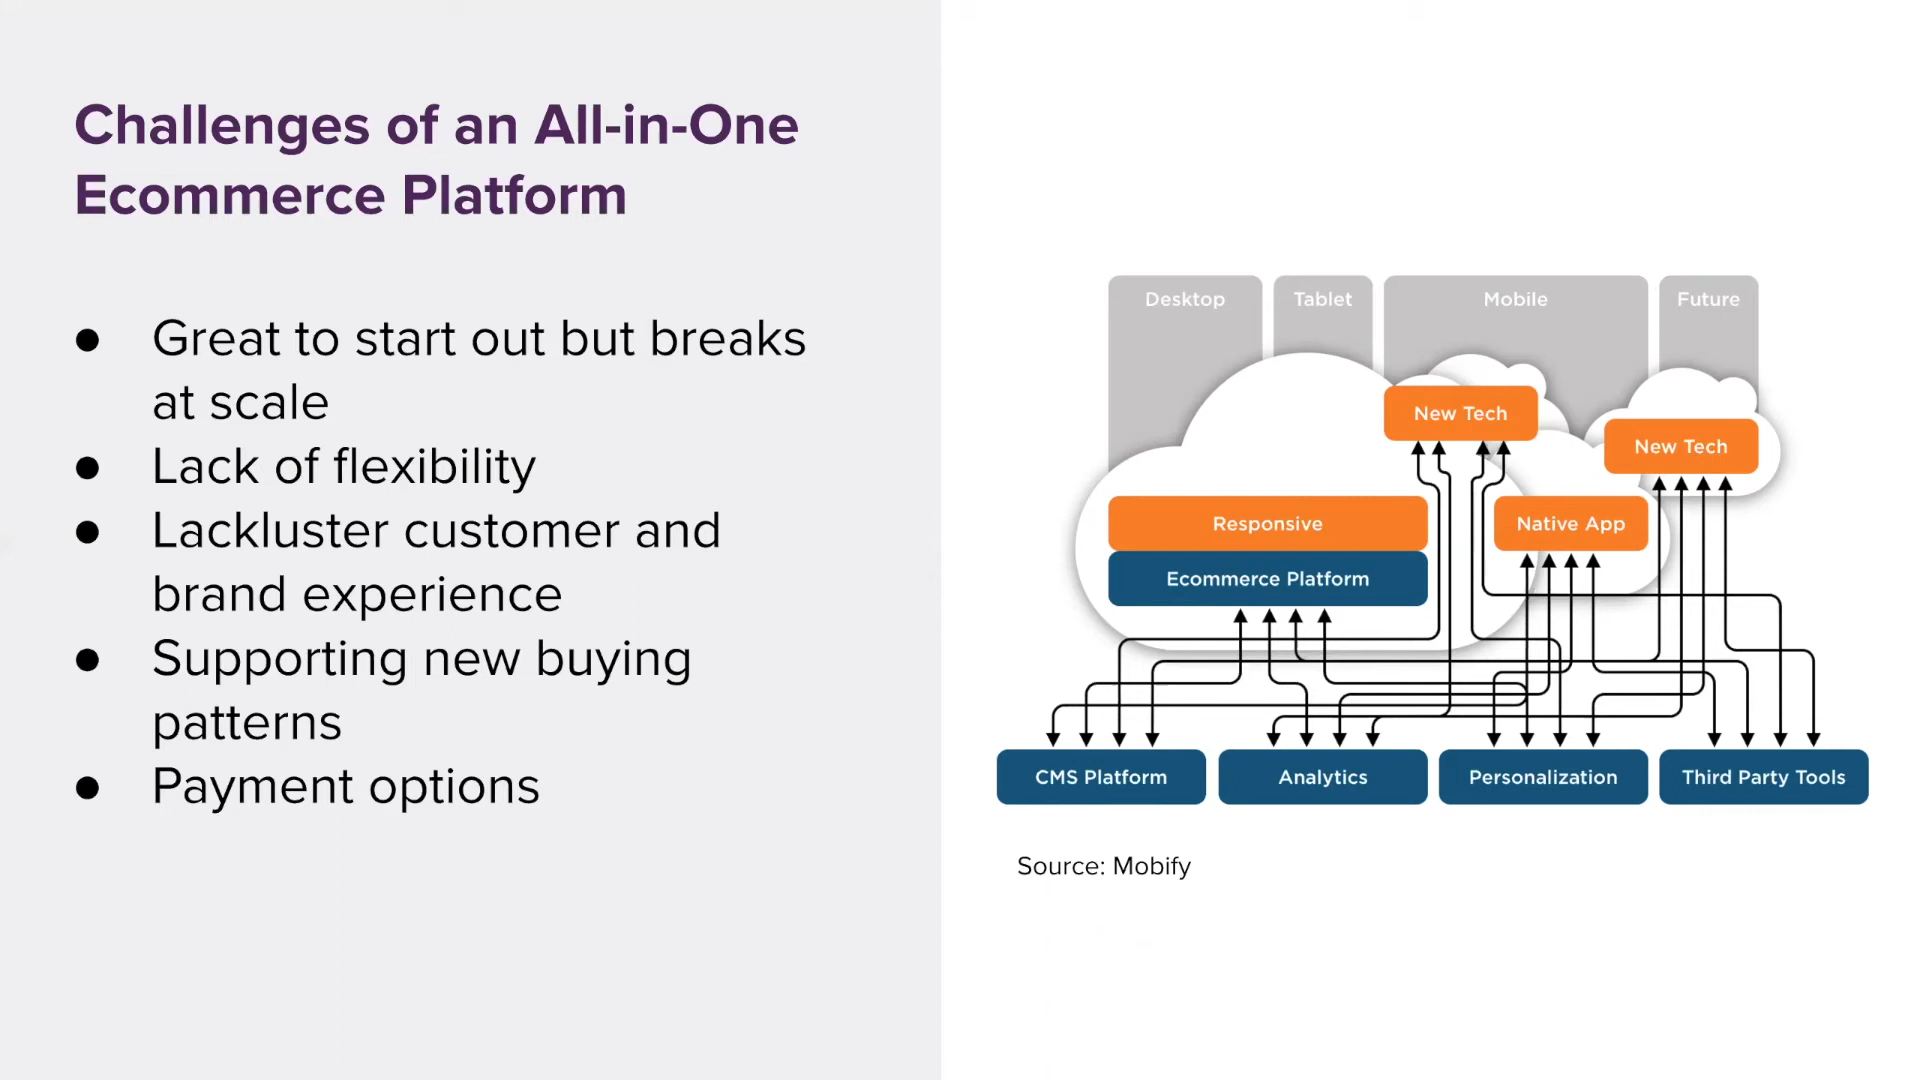 Challenges of an All-in-One
Ecommerce Platform
● Great to start out but breaks
at scale
● Lack of flexibility
● Lackluster customer and
brand experience
● Supporting new buying
patterns
● Payment options
Desktop
Tablet
Mobile
Future
New Tech
New Tech
Responsive
Native App
Ecommerce Platform
CMS Platform
Analytics
Personalization
Third Party Tools
Source: Mobify